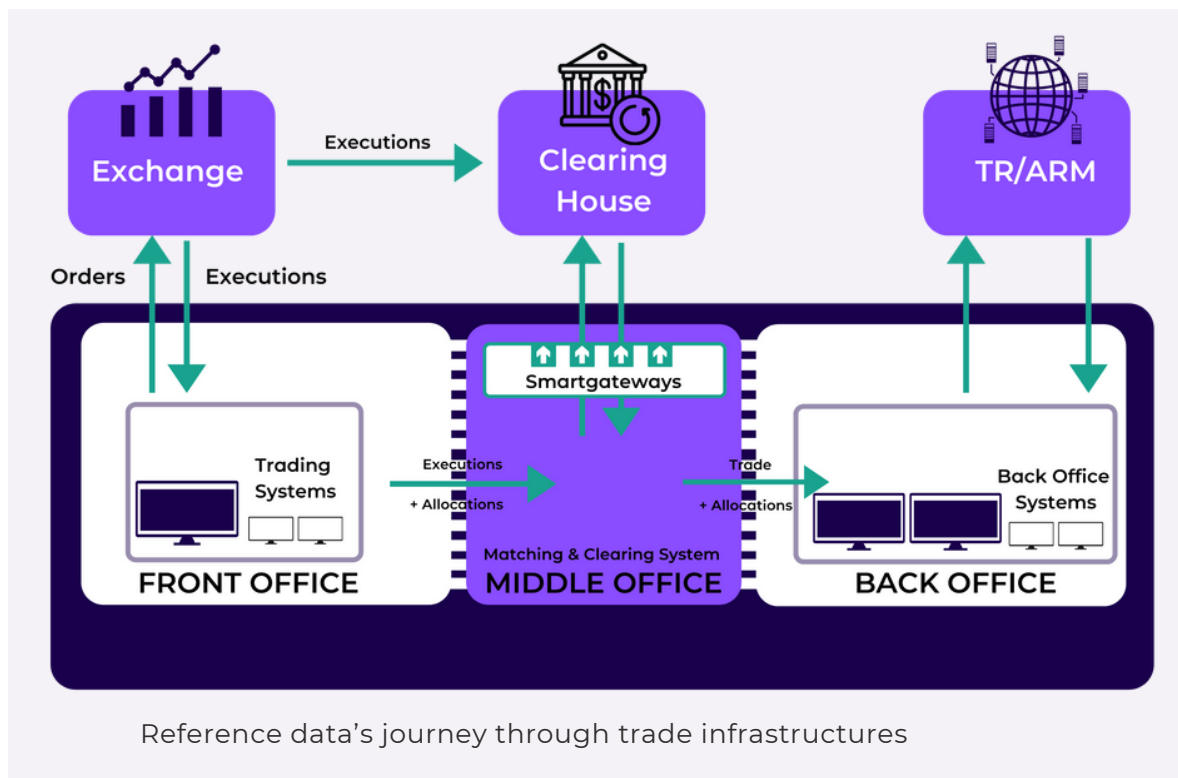 Exchange
Executions
Clearing
House
TR/ARM
Orders
Executions
Smartgateways
Trading
Systems
Executions
+ Allocations
Trade
+ Allocations
Back Office
Systems
Matching & Clearing System
FRONT OFFICE
MIDDLE OFFICE
BACK OFFICE
Reference data’s journey through trade infrastructures